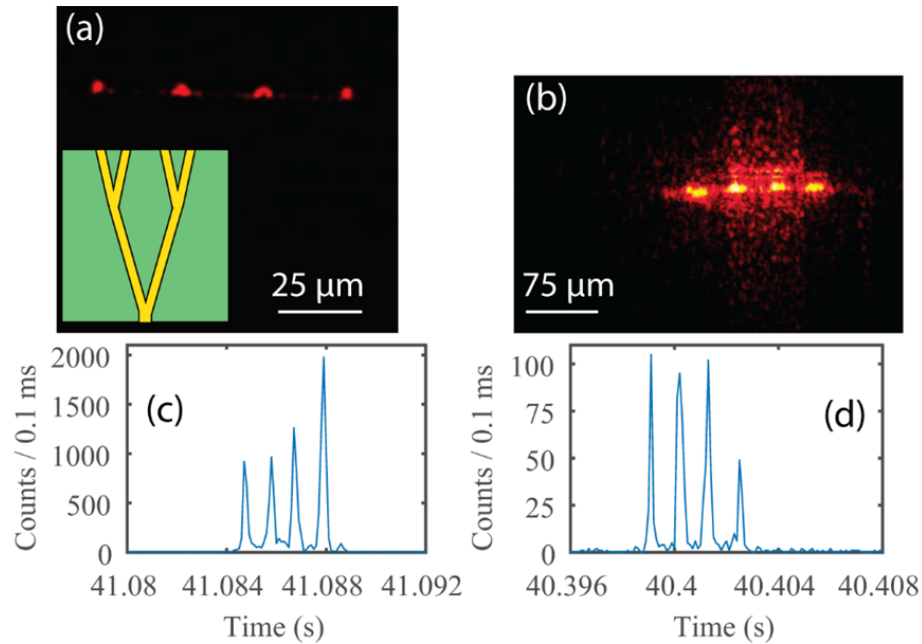 (a)
25 µm
(b)
75 µm
2000
1500
1000
500
0
Counts / 0.1 ms
(c)
41.08 41.084 41.088 41.092
Time (s)
100
75
50
25
0
Counts / 0.1 ms
(d)
40.396 40.4 40.404 40.408
Time (s)